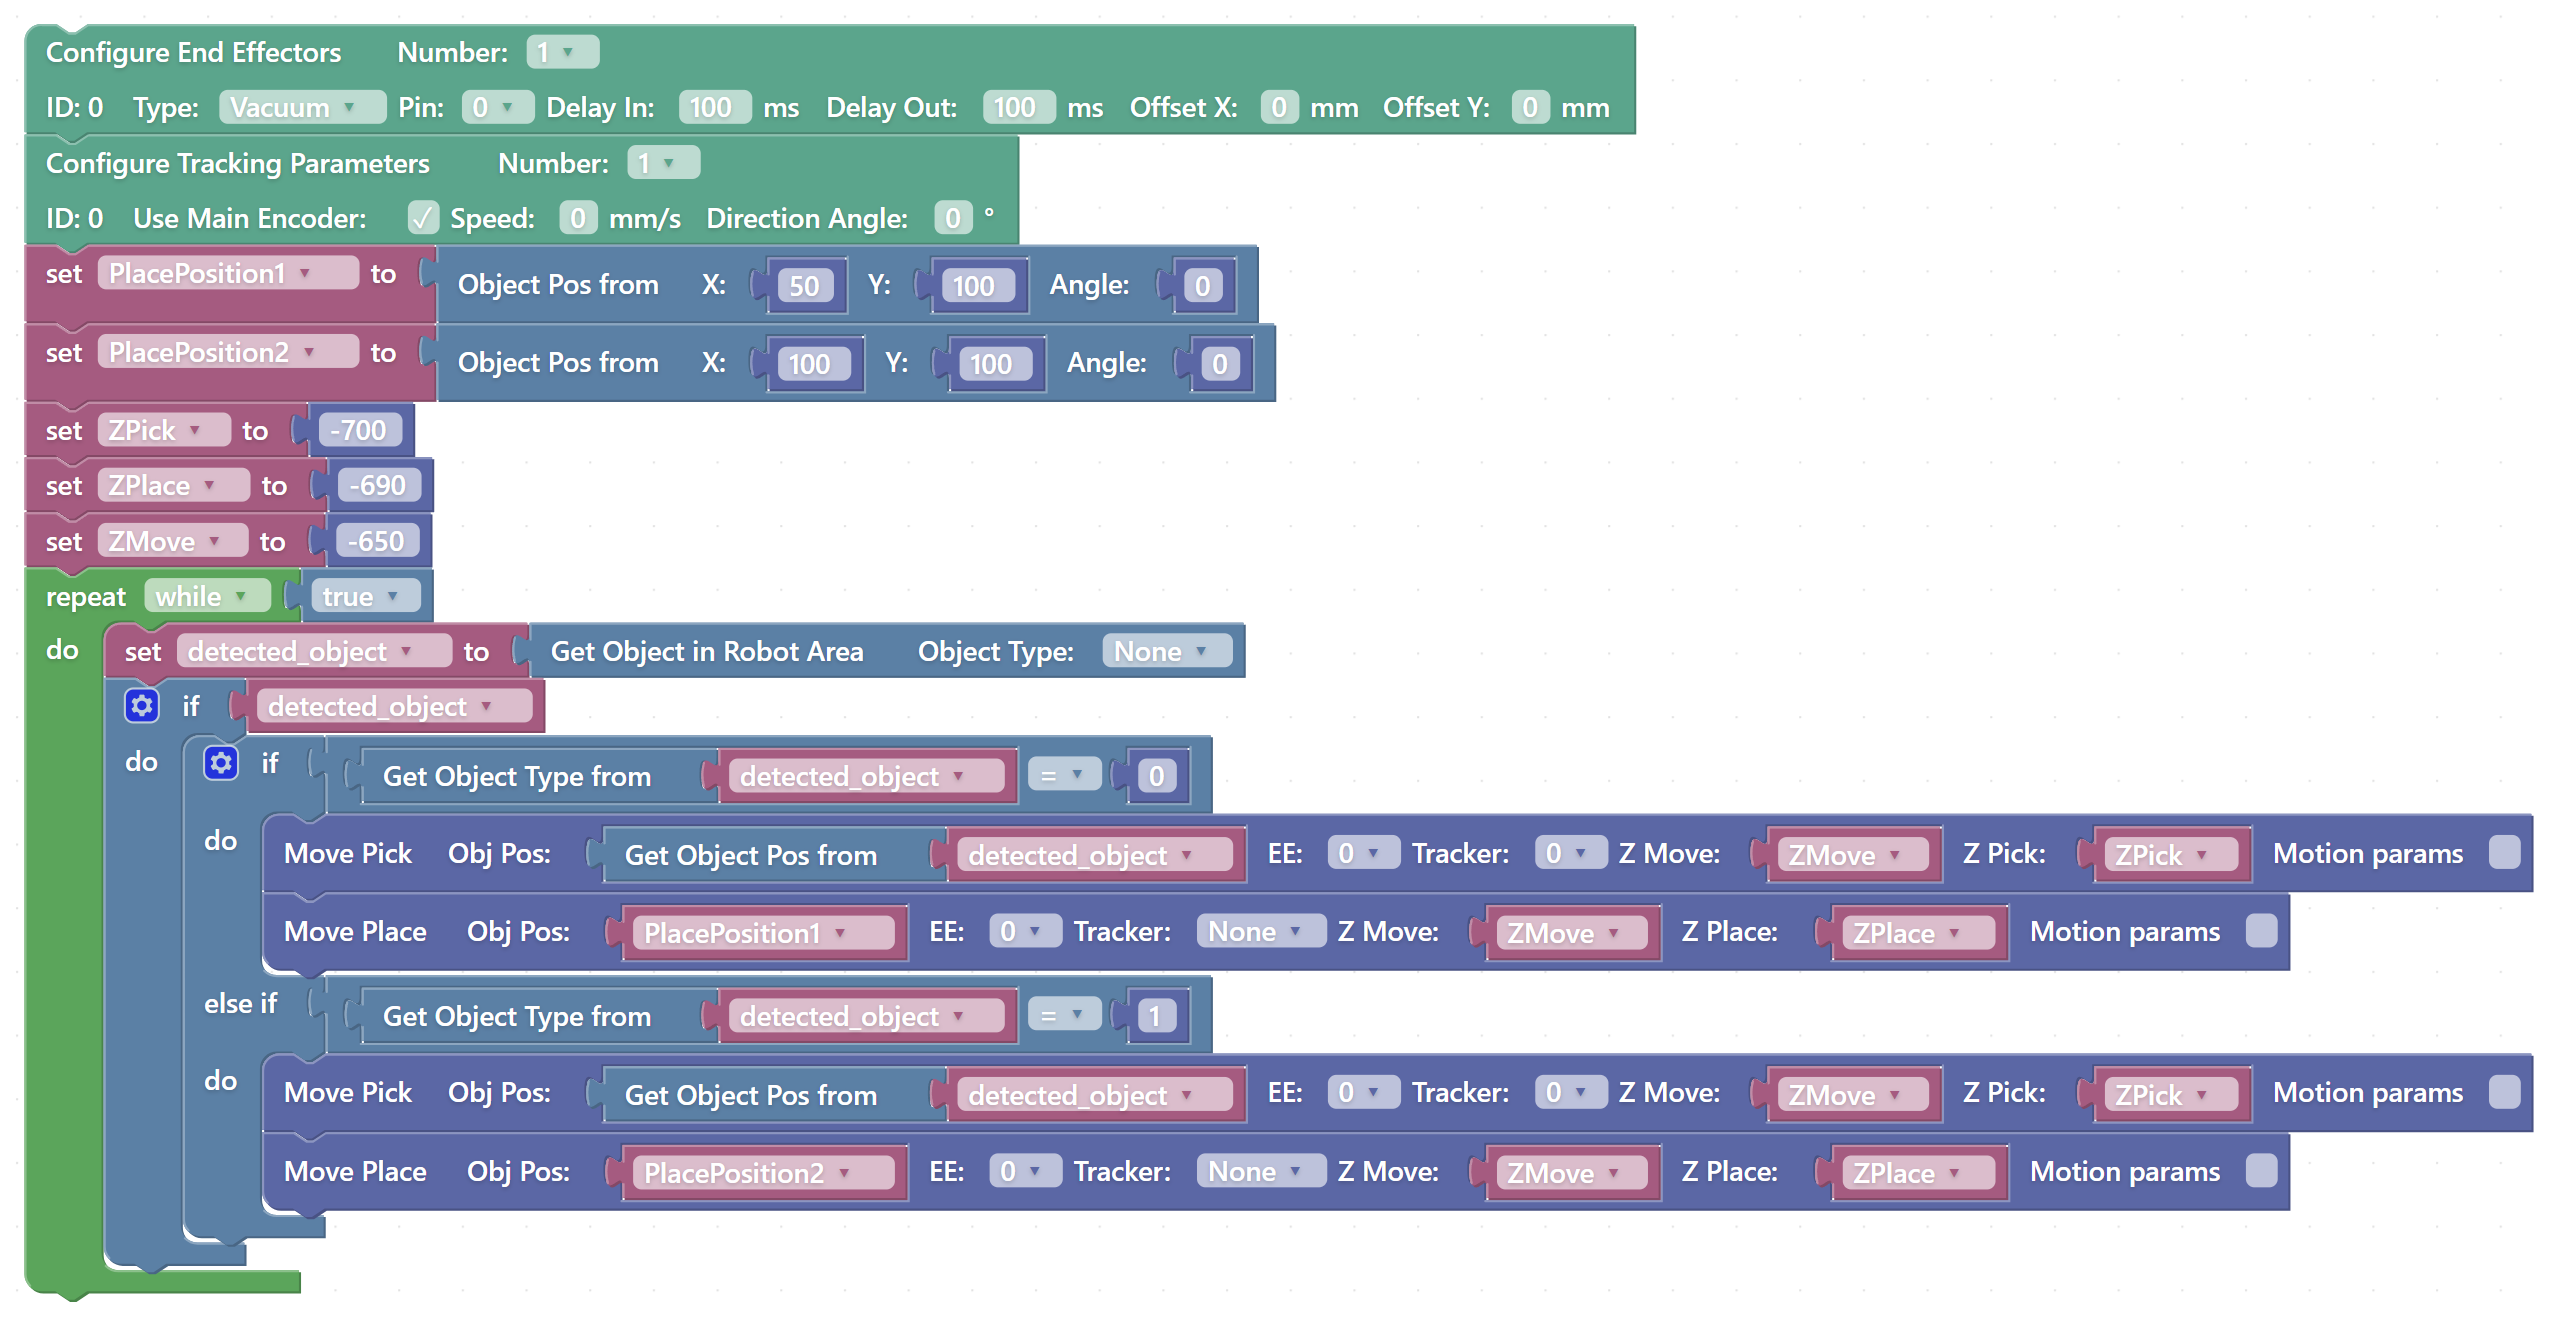 Configure End Effectors Number: 1
ID: 0 Type: Vacuum Pin: 0 Delay In: 100 ms Delay Out: 100 ms Offset X: 0 mm Offset Y: 0 mm
Configure Tracking Parameters Number: 1
ID: 0 Use Main Encoder: ✓ Speed: 0 mm/s Direction Angle: 0 °
set PlacePosition1 to Object Pos from X: 50 Y: 100 Angle: 0
set PlacePosition2 to Object Pos from X: 100 Y: 100 Angle: 0
set ZPick to -700
set ZPlace to -690
set ZMove to -650
repeat while true
do set detected_object to Get Object in Robot Area Object Type: None
if detected_object
do if Get Object Type from detected_object = 0
do Move Pick Obj Pos: Get Object Pos from detected_object EE: 0 Tracker: 0 Z Move: ZMove Z Pick: ZPick Motion params
Move Place Obj Pos: PlacePosition1 EE: 0 Tracker: None Z Move: ZMove Z Place: ZPlace Motion params
else if Get Object Type from detected_object = 1
do Move Pick Obj Pos: Get Object Pos from detected_object EE: 0 Tracker: 0 Z Move: ZMove Z Pick: ZPick Motion params
Move Place Obj Pos: PlacePosition2 EE: 0 Tracker: None Z Move: ZMove Z Place: ZPlace Motion params